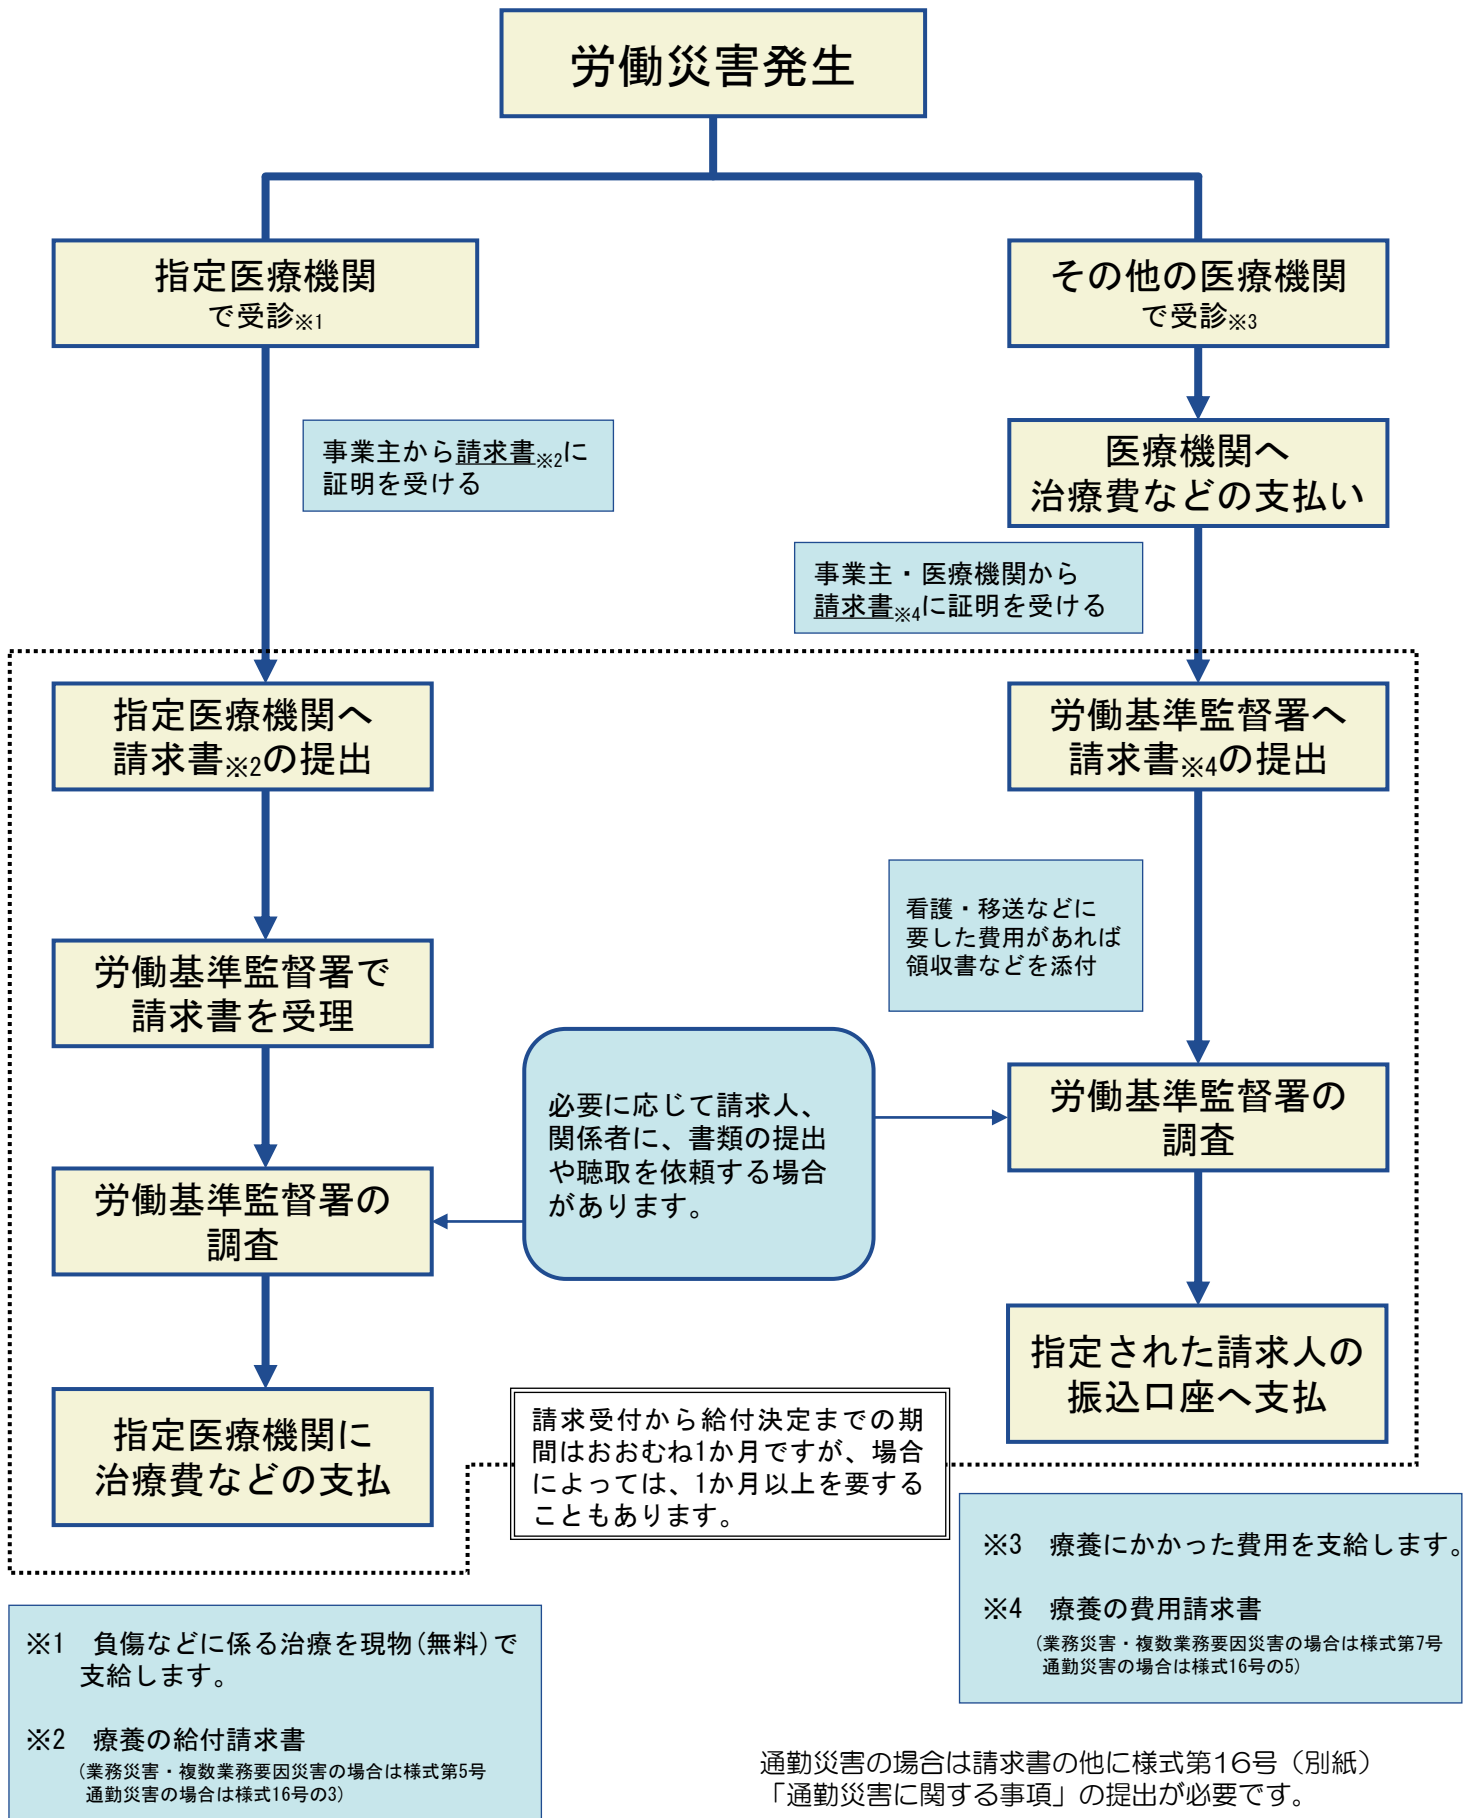 労働災害発生
指定医療機関
で受診※1
その他の医療機関
で受診※3
事業主から請求書※2に
証明を受ける
医療機関へ
治療費などの支払い
事業主・医療機関から
請求書※4に証明を受ける
指定医療機関へ
請求書※2の提出
労働基準監督署へ
請求書※4の提出
看護・移送などに
要した費用があれば
領収書などを添付
労働基準監督署で
請求書を受理
必要に応じて請求人、
関係者に、書類の提出
や聴取を依頼する場合
があります。
労働基準監督署の
調査
労働基準監督署の
調査
指定された請求人の
振込口座へ支払
指定医療機関に
治療費などの支払
請求受付から給付決定までの期
間はおおむね1か月ですが、場合
によっては、1か月以上を要する
こともあります。
※3 療養にかかった費用を支給します。
※4 療養の費用請求書
(業務災害・複数業務要因災害の場合は様式第7号
通勤災害の場合は様式16号の5)
※1 負傷などに係る治療を現物(無料)で
支給します。
※2 療養の給付請求書
(業務災害・複数業務要因災害の場合は様式第5号
通勤災害の場合は様式16号の3)
通勤災害の場合は請求書の他に様式第16号（別紙）
「通勤災害に関する事項」の提出が必要です。